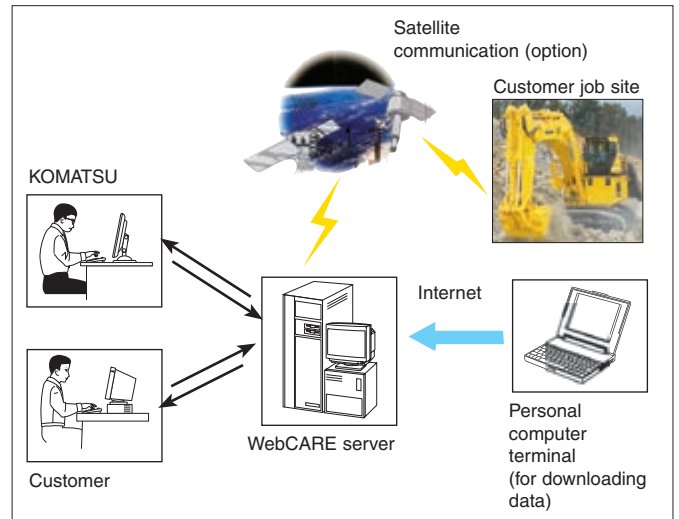 Satellite
communication (option)
Customer job site
KOMATSU
Internet
WebCARE server
Customer
Personal
computer
terminal
(for downloading
data)